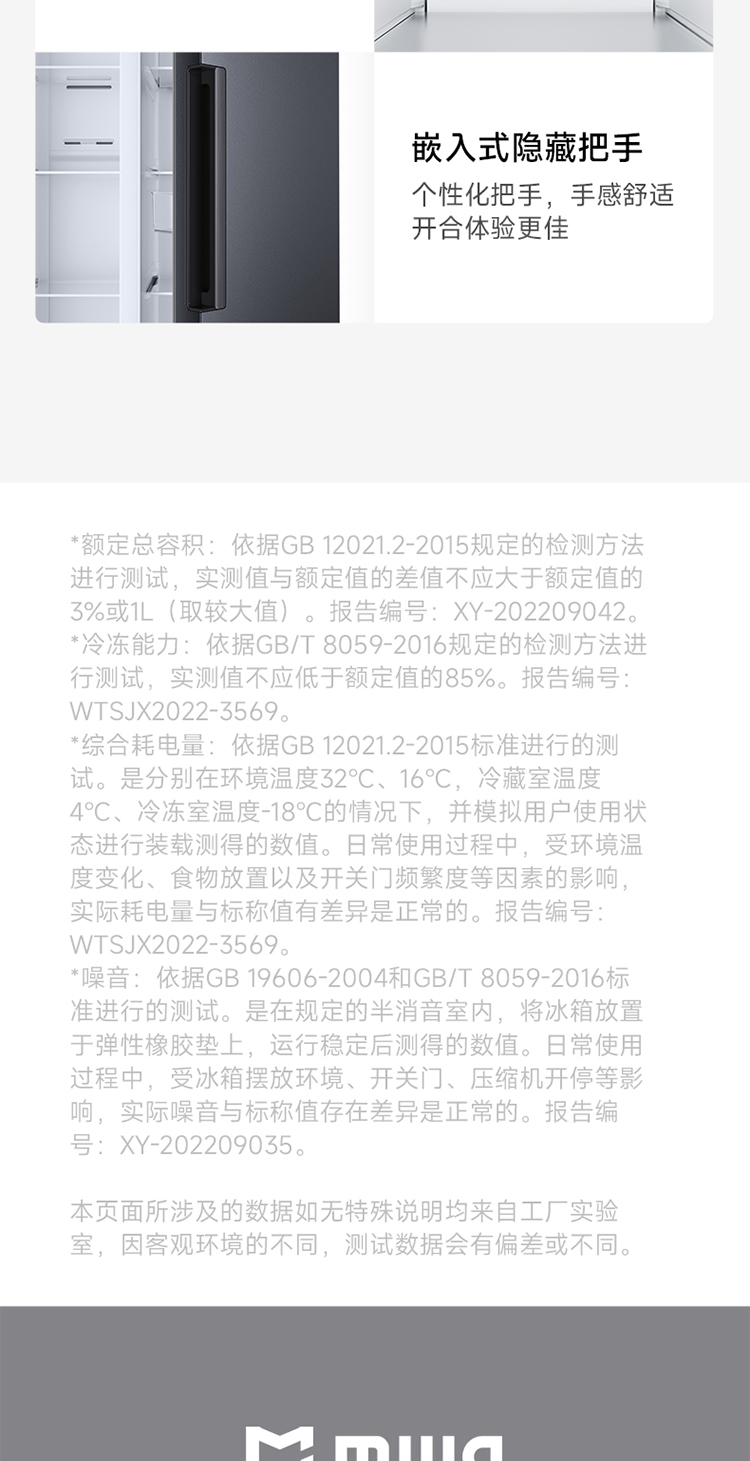 嵌入式隐藏把手
个性化把手，手感舒适
开合体验更佳
*额定总容积：依据GB 12021.2-2015规定的检测方法
进行测试，实测值与额定值的差值不应大于额定值的
3%或1L（取较大值）。报告编号：XY-202209042。
*冷冻能力：依据GB/T 8059-2016规定的检测方法进
行测试，实测值不应低于额定值的85%。报告编号：
WTSJX2022-3569。
*综合耗电量：依据GB 12021.2-2015标准进行的测
试。是分别在环境温度32℃、16℃，冷藏室温度
4℃、冷冻室温度-18℃的情况下，并模拟用户使用状
态进行装载测得的数值。日常使用过程中，受环境温
度变化、食物放置以及开关门频繁度等因素的影响，
实际耗电量与标称值有差异是正常的。报告编号：
WTSJX2022-3569。
*噪音：依据GB 19606-2004和GB/T 8059-2016标
准进行的测试。是在规定的半消音室内，将冰箱放置
于弹性橡胶垫上，运行稳定后测得的数值。日常使用
过程中，受冰箱摆放环境、开关门、压缩机开停等影
响，实际噪音与标称值存在差异是正常的。报告编
号：XY-202209035。
本页面所涉及的数据如无特殊说明均来自工厂实验
室，因客观环境的不同，测试数据会有偏差或不同。